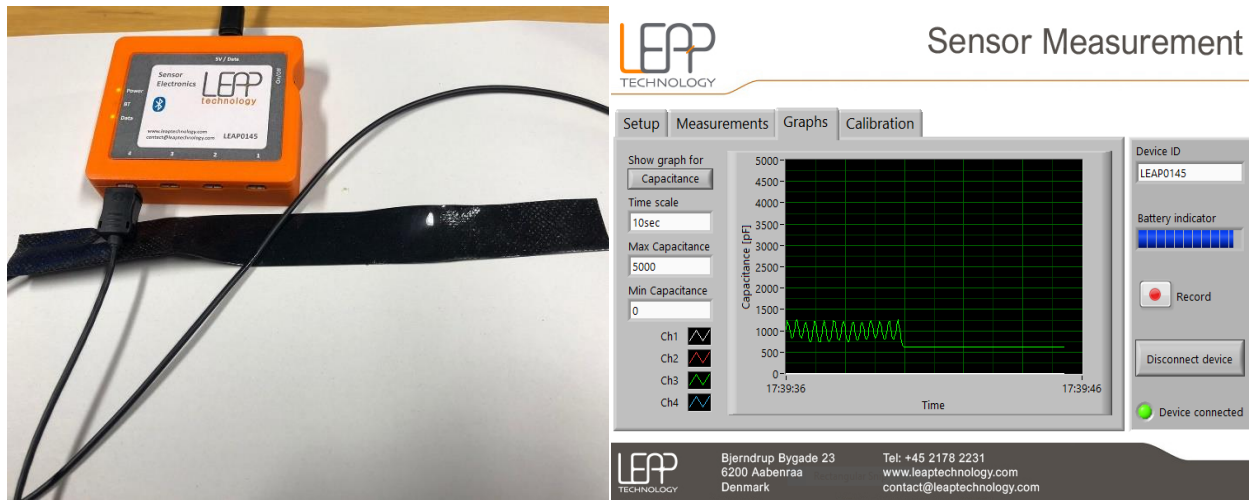 5V / Data
On/Off
Sensor
Electronics
LEAP
technology
Power
BT
Data
www.leaptechnology.com
contact@leaptechnology.com
LEAP0145
4 3 2 1
LEAP
TECHNOLOGY
Sensor Measurement
Setup Measurements Graphs Calibration
Show graph for
Capacitance
Time scale
10sec
Max Capacitance
5000
Min Capacitance
0
Ch1
Ch2
Ch3
Ch4
Capacitance [pF]
5000
4500
4000
3500
3000
2500
2000
1500
1000
500
0
17:39:36 17:39:46
Time
Device ID
LEAP0145
Battery indicator
Record
Disconnect device
Device connected
LEAP
TECHNOLOGY
Bjerndrup Bygade 23
6200 Aabenraa
Denmark
Tel: +45 2178 2231
www.leaptechnology.com
contact@leaptechnology.com